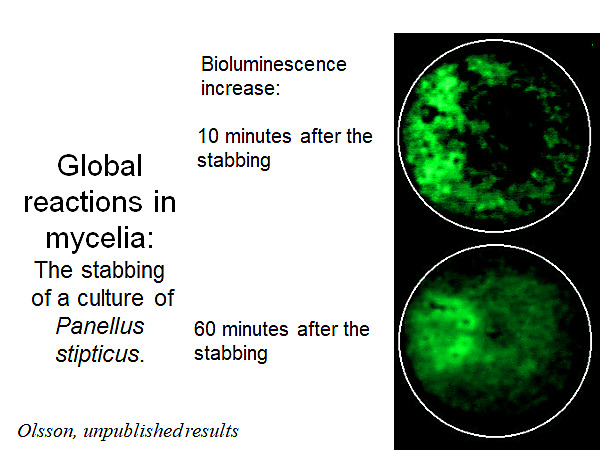 Global
reactions in
mycelia:
The stabbing
of a culture of
Panellus
stipticus.
Bioluminescence
increase:
10 minutes after the
stabbing
60 minutes after the
stabbing
Olsson, unpublished results